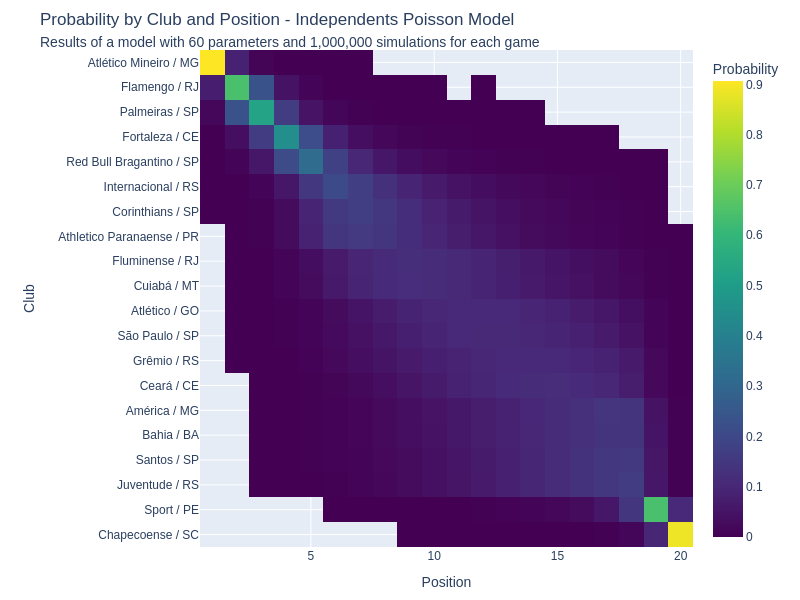 Probability by Club and Position - Independents Poisson Model
Results of a model with 60 parameters and 1,000,000 simulations for each game
Probability
Atlético Mineiro / MG
Flamengo / RJ
Palmeiras / SP
Fortaleza / CE
Red Bull Bragantino / SP
Internacional / RS
Corinthians / SP
Athletico Paranaense / PR
Fluminense / RJ
Cuiabá / MT
Atlético / GO
São Paulo / SP
Grêmio / RS
Ceará / CE
América / MG
Bahia / BA
Santos / SP
Juventude / RS
Sport / PE
Chapecoense / SC
Club
5
10
15
20
Position
0.9
0.8
0.7
0.6
0.5
0.4
0.3
0.2
0.1
0